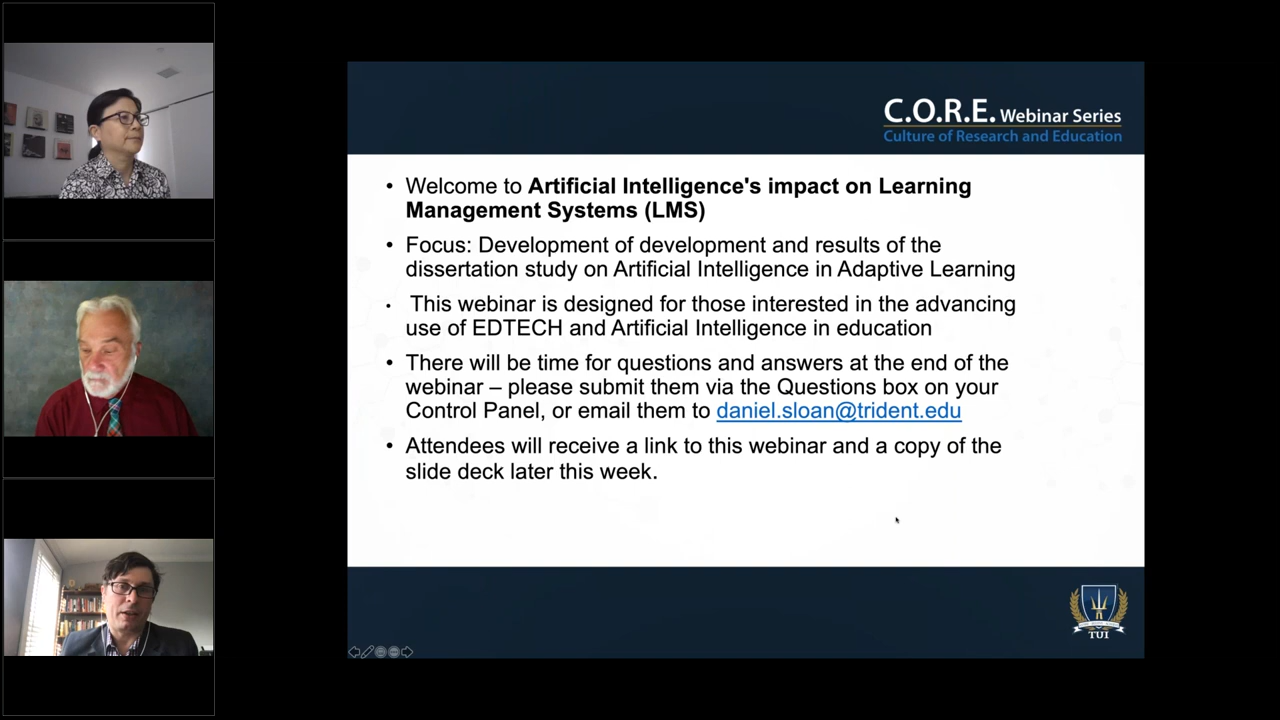 C.O.R.E. Webinar Series
Culture of Research and Education
• Welcome to Artificial Intelligence's impact on Learning
Management Systems (LMS)
• Focus: Development of development and results of the
dissertation study on Artificial Intelligence in Adaptive Learning
• This webinar is designed for those interested in the advancing
use of EDTECH and Artificial Intelligence in education
• There will be time for questions and answers at the end of the
webinar – please submit them via the Questions box on your
Control Panel, or email them to daniel.sloan@trident.edu
• Attendees will receive a link to this webinar and a copy of the
slide deck later this week.
TUI